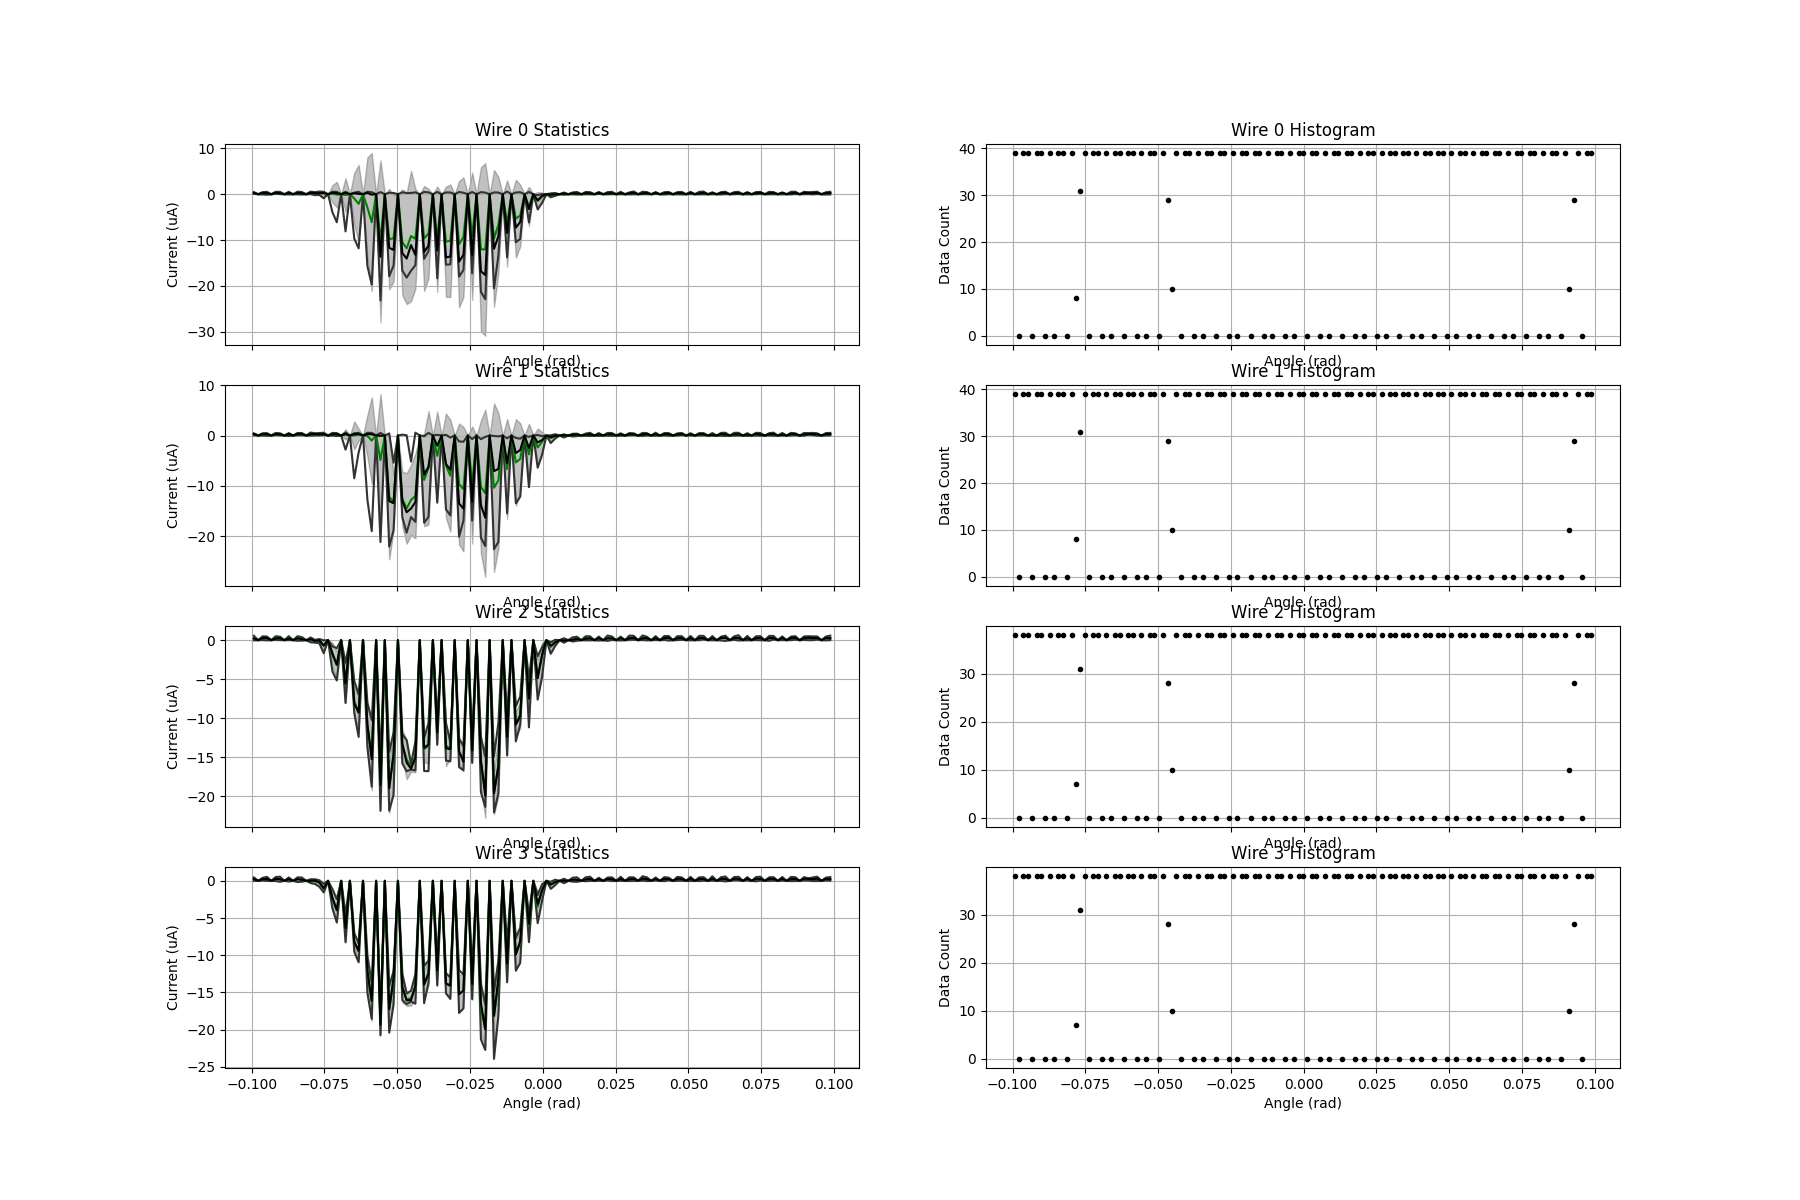 Wire 0 Statistics
10
0
−10
−20
−30
Current (uA)
Angle (rad)
Wire 0 Histogram
40
30
20
10
0
Data Count
Angle (rad)
Wire 1 Statistics
10
0
−10
−20
Current (uA)
Angle (rad)
Wire 1 Histogram
40
30
20
10
0
Data Count
Angle (rad)
Wire 2 Statistics
0
−5
−10
−15
−20
Current (uA)
Angle (rad)
Wire 2 Histogram
30
20
10
0
Data Count
Angle (rad)
Wire 3 Statistics
0
−5
−10
−15
−20
−25
Current (uA)
−0.100 −0.075 −0.050 −0.025 0.000 0.025 0.050 0.075 0.100
Angle (rad)
Wire 3 Histogram
30
20
10
0
Data Count
−0.100 −0.075 −0.050 −0.025 0.000 0.025 0.050 0.075 0.100
Angle (rad)